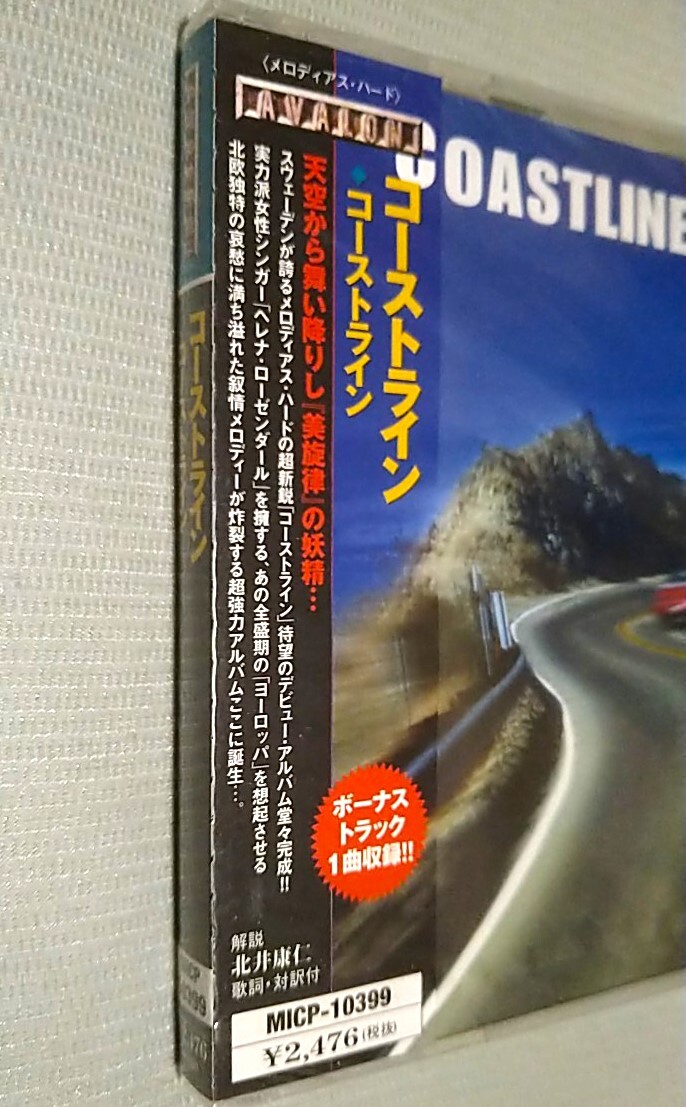 〈メロディアス・ハード〉
AVALON
COASTLINE
コーストライン
◆コーストライン
天空から舞い降りし『美旋律』の妖精…
スヴェーデンが誇るメロディアス・ハードの超新鋭「コーストライン」待望のデビュー・アルバム堂々完成!!
実力派女性シンガー「ヘレナ・ローゼンダール」を擁する、あの全盛期の「ヨーロッパ」を想起させる
北欧独特の哀愁に満ち溢れた叙情メロディーが炸裂する超強力アルバムここに誕生…。
ボーナス
トラック
1曲収録!!
解説
北井康仁
歌詞・対訳付
MICP-10399
¥2,476(税抜)
コーストライン
MICP
10399